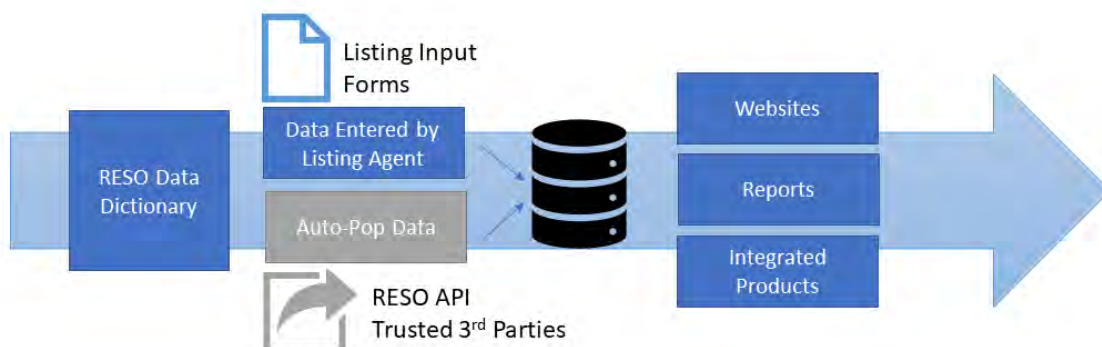 Listing Input
Forms
RESO Data
Dictionary
Data Entered by
Listing Agent
Auto-Pop Data
RESO API
Trusted 3rd Parties
Websites
Reports
Integrated
Products